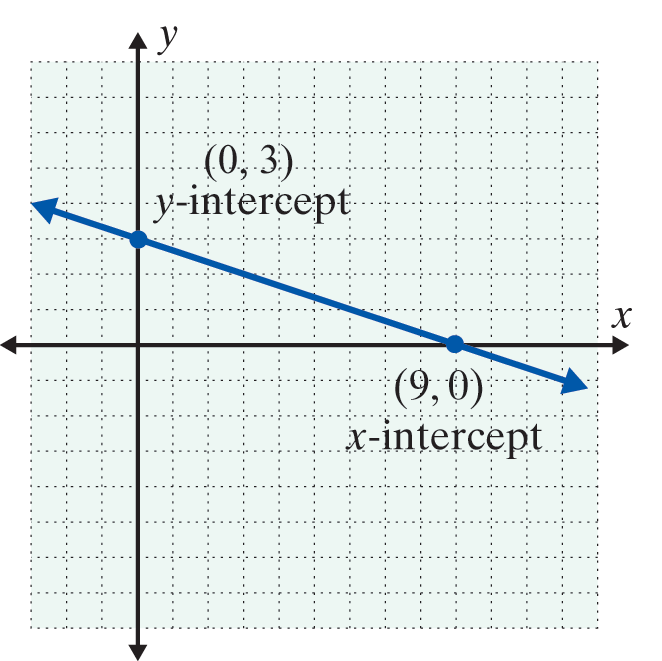 y
(0, 3)
y-intercept
x
(9, 0)
x-intercept